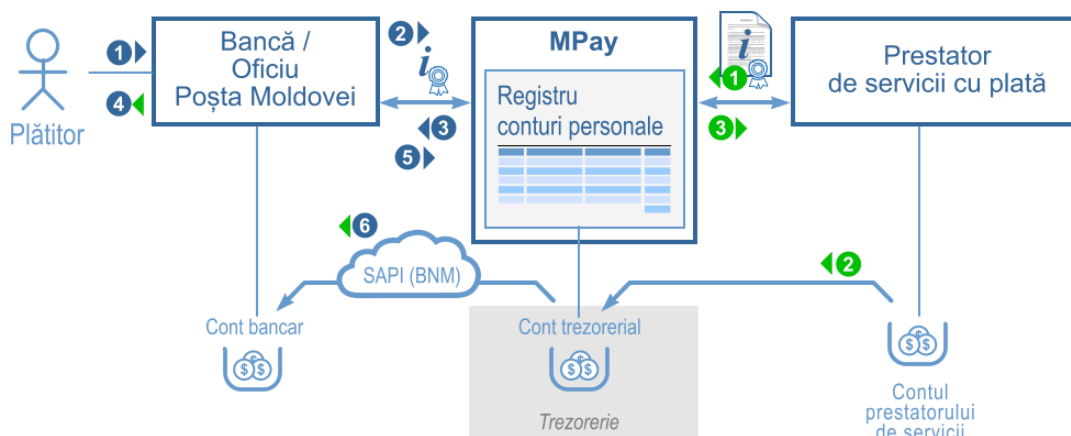 Plătitor
1
4
Bancă /
Oficiu
Poșta Moldovei
2
i
3
5
MPay
Registru
conturi personale
i
1
3
Prestator
de servicii cu plată
6
SAPI (BNM)
2
Cont bancar
$ $ $
Cont trezorerial
$ $ $
Trezorerie
$ $ $
Contul
prestatorului
de servicii